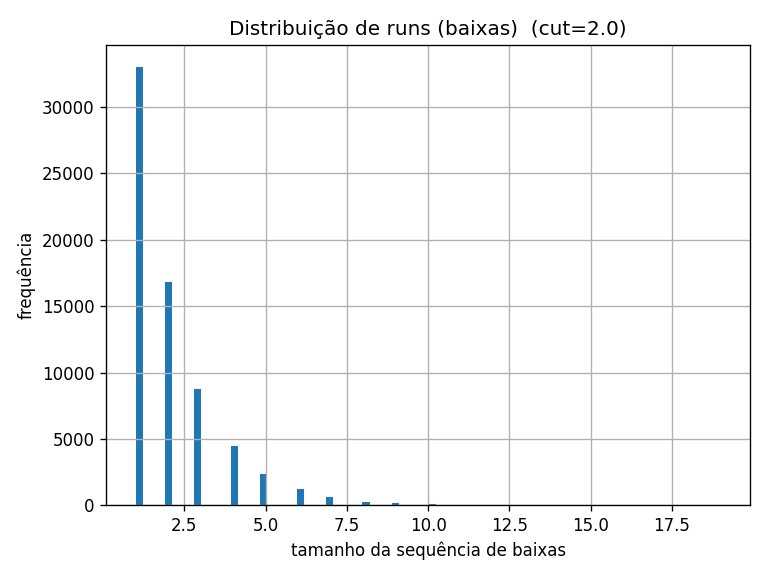 Distribuição de runs (baixas)  (cut=2.0)
frequência
30000
25000
20000
15000
10000
5000
0
2.5 5.0 7.5 10.0 12.5 15.0 17.5
tamanho da sequência de baixas